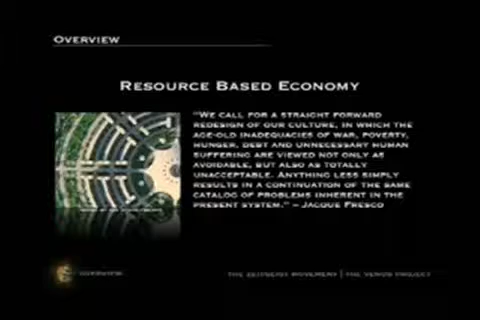 OVERVIEW
RESOURCE BASED ECONOMY
"WE CALL FOR A STRAIGHT FORWARD
REDESIGN OF OUR CULTURE, IN WHICH THE
AGE-OLD INADEQUACIES OF WAR, POVERTY,
HUNGER, DEBT AND UNNECESSARY HUMAN
SUFFERING ARE VIEWED NOT ONLY AS
AVOIDABLE, BUT ALSO AS TOTALLY
UNACCEPTABLE. ANYTHING LESS SIMPLY
RESULTS IN A CONTINUATION OF THE SAME
CATALOG OF PROBLEMS INHERENT IN THE
PRESENT SYSTEM." – JACQUE FRESCO
OVERVIEW
THE ZEITGEIST MOVEMENT | THE VENUS PROJECT